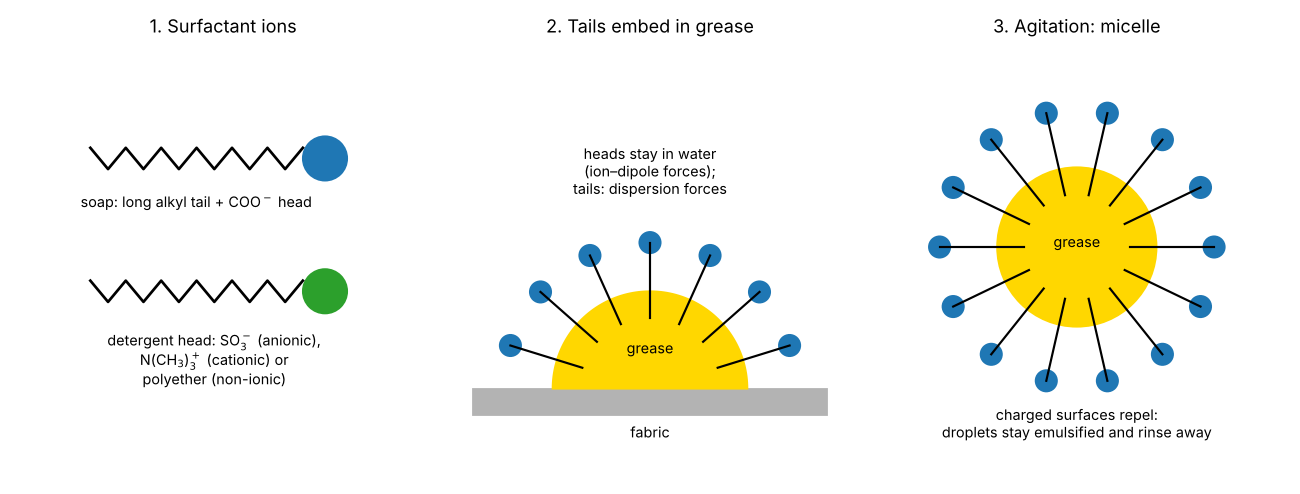 1. Surfactant ions
soap: long alkyl tail + COO⁻ head
detergent head: SO₃⁻ (anionic),
N(CH₃)₃⁺ (cationic) or
polyether (non-ionic)
2. Tails embed in grease
heads stay in water
(ion–dipole forces);
tails: dispersion forces
grease
fabric
3. Agitation: micelle
grease
charged surfaces repel:
droplets stay emulsified and rinse away